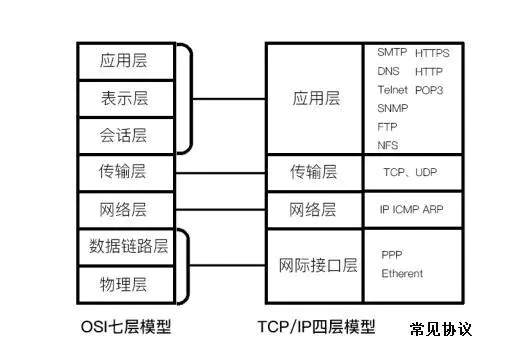 应用层
表示层
会话层
传输层
网络层
数据链路层
物理层
OSI七层模型
应用层
传输层
网络层
网际接口层
TCP/IP四层模型
SMTP HTTPS
DNS HTTP
Telnet POP3
SNMP
FTP
NFS
TCP、UDP
IP ICMP ARP
PPP
Etherent
常见协议